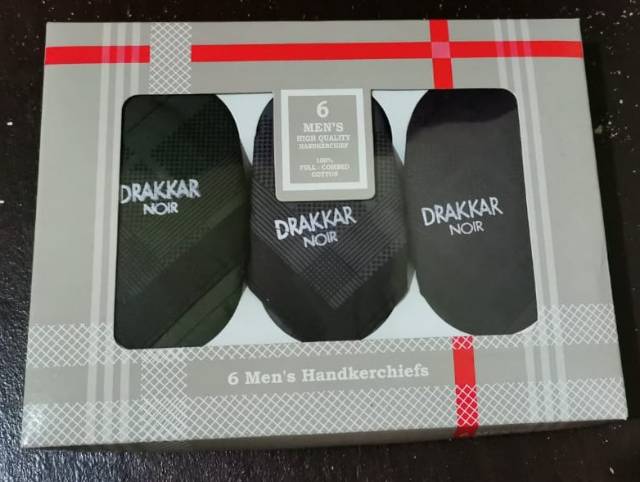 6
MEN'S
HIGH QUALITY
HANDKERCHIEF
100%
FULL-COMBED
COTTON
DRAKKAR
NOIR
DRAKKAR
NOIR
DRAKKAR
NOIR
6 Men's Handkerchiefs